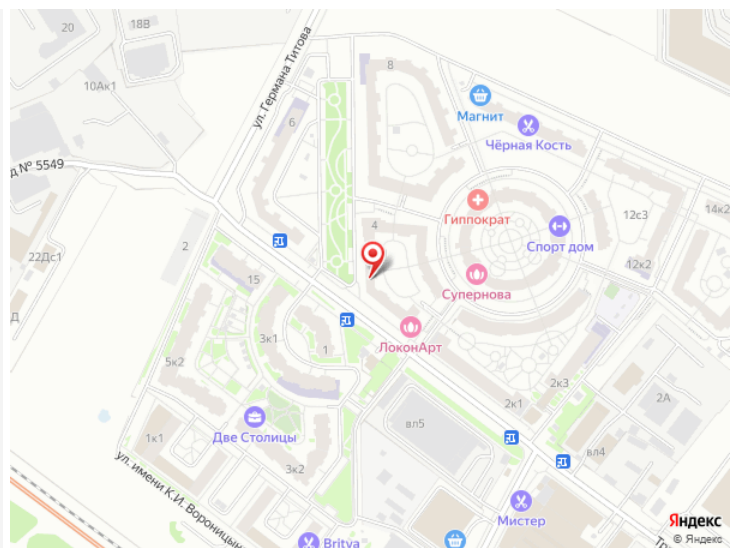 20
18В
10Ак1
ул. Германа Титова
8
Магнит
6
Чёрная Кость
д № 5549
Гиппократ
4
12с3
14к2
Спорт дом
2
22Дс1
12к2
Супернова
15
Д
3к1
1
ЛоконАрт
5к2
2к3
2А
2к1
Две Столицы
вл5
1к1
вл4
3к2
ул. имени К.И. Вороницын
Мистер
Яндекс
Britva
Тр
© Яндекс